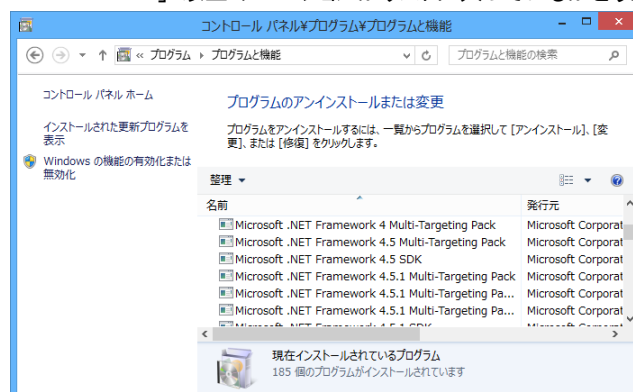 コントロール パネル¥プログラム¥プログラムと機能
« プログラム ▸ プログラムと機能
プログラムと機能の検索
コントロール パネル ホーム
インストールされた更新プログラムを
表示
Windows の機能の有効化または
無効化
プログラムのアンインストールまたは変更
プログラムをアンインストールするには、一覧からプログラムを選択して [アンインストール]、[変
更]、または [修復] をクリックします。
整理
名前 発行元
Microsoft .NET Framework 4 Multi-Targeting Pack Microsoft Corporat
Microsoft .NET Framework 4.5 Multi-Targeting Pack Microsoft Corporat
Microsoft .NET Framework 4.5 SDK Microsoft Corporat
Microsoft .NET Framework 4.5.1 Multi-Targeting Pack Microsoft Corporat
Microsoft .NET Framework 4.5.1 Multi-Targeting Pa... Microsoft Corporat
Microsoft .NET Framework 4.5.1 Multi-Targeting Pa... Microsoft Corporat
Microsoft .NET Framework 4.5.1 SDK Microsoft Corporat
現在インストールされているプログラム
185 個のプログラムがインストールされています